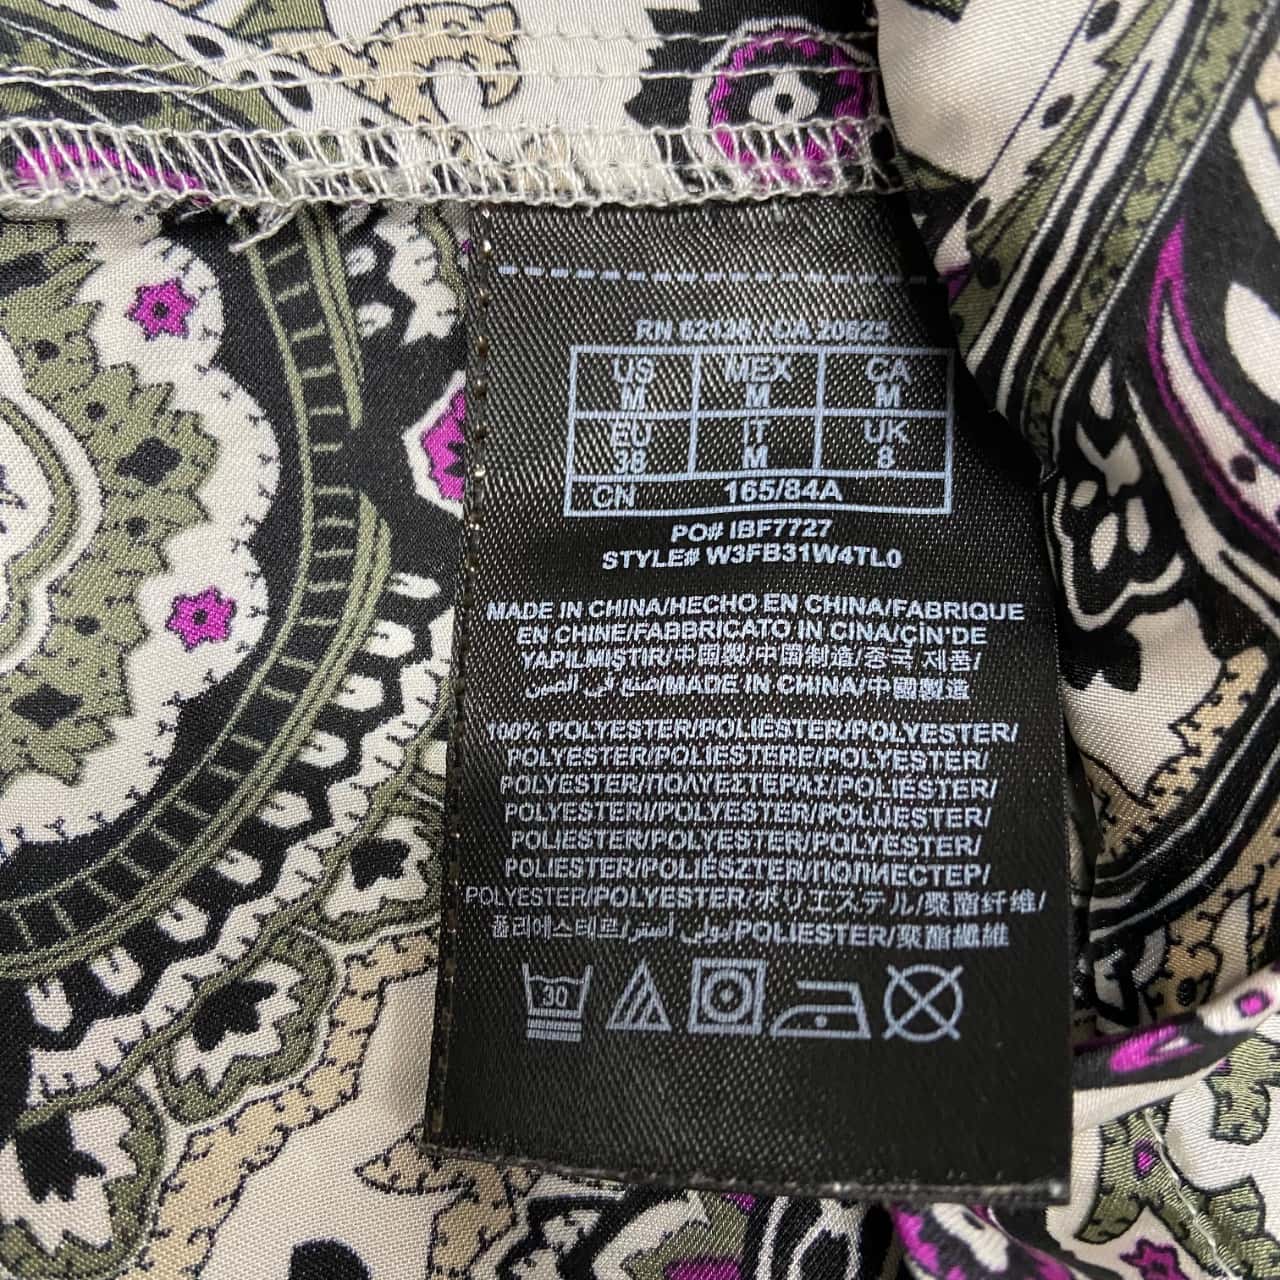 RN 62136 / CA 20625
US MEX CA
M M M
EU IT UK
38 M 8
CN 165/84A
PO# IBF7727
STYLE# W3FB31W4TL0
MADE IN CHINA/HECHO EN CHINA/FABRIQUE
EN CHINE/FABBRICATO IN CINA/ÇİN'DE
YAPILMIŞTIR/中國製/中国制造/중국 제품/
صنع في الصين/MADE IN CHINA/中國製造
100% POLYESTER/POLIÉSTER/POLYESTER/
POLYESTER/POLIESTERE/POLYESTER/
POLYESTER/ΠΟΛΥΕΣΤΕΡΑΣ/POLIESTER/
POLYESTERI/POLYESTER/POLIJESTER/
POLIESTER/POLYESTER/POLYESTER/
POLIESTER/POLIÉSZTER/ПОЛИЕСТЕР/
POLYESTER/POLYESTER/ポリエステル/聚酯纤维/
폴리에스테르/بولي أستر/POLIESTER/聚酯纖維
30